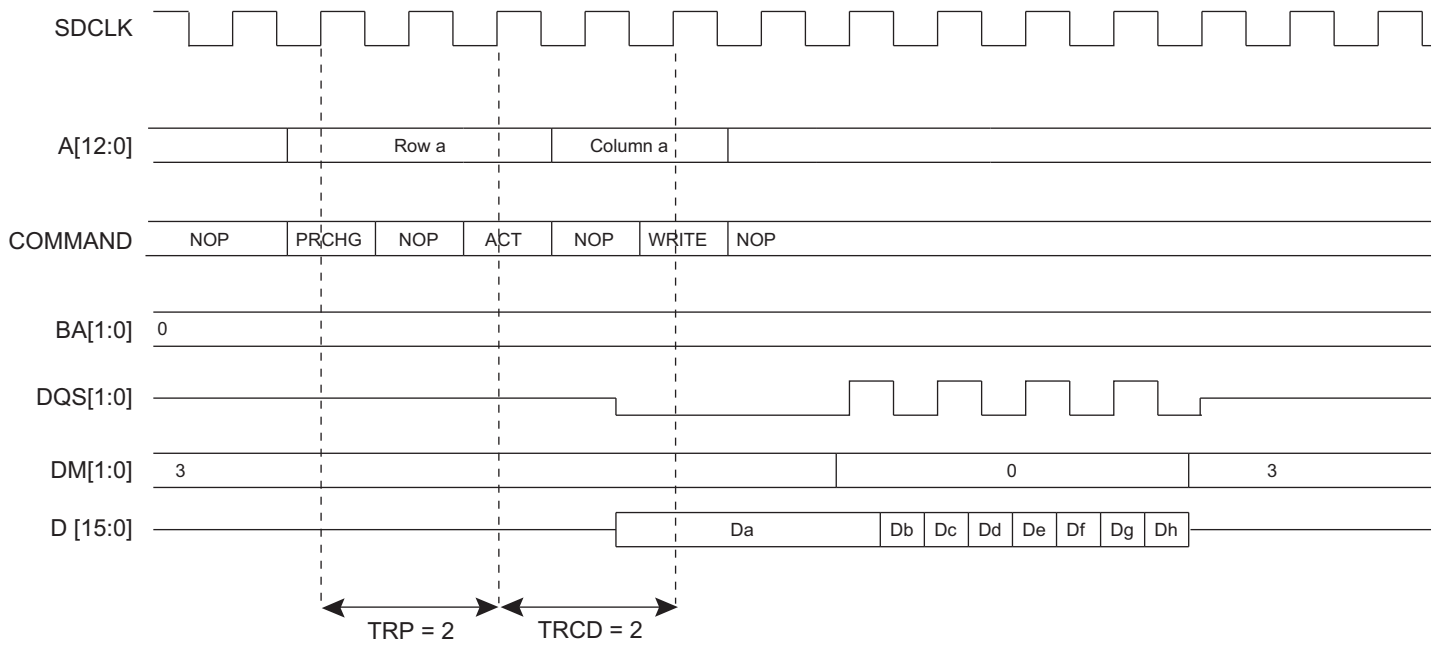 SDCLK
A[12:0] Row a Column a
COMMAND NOP PRCHG NOP ACT NOP WRITE NOP
BA[1:0] 0
DQS[1:0]
DM[1:0] 3 0 3
D [15:0] Da Db Dc Dd De Df Dg Dh
TRP = 2 TRCD = 2